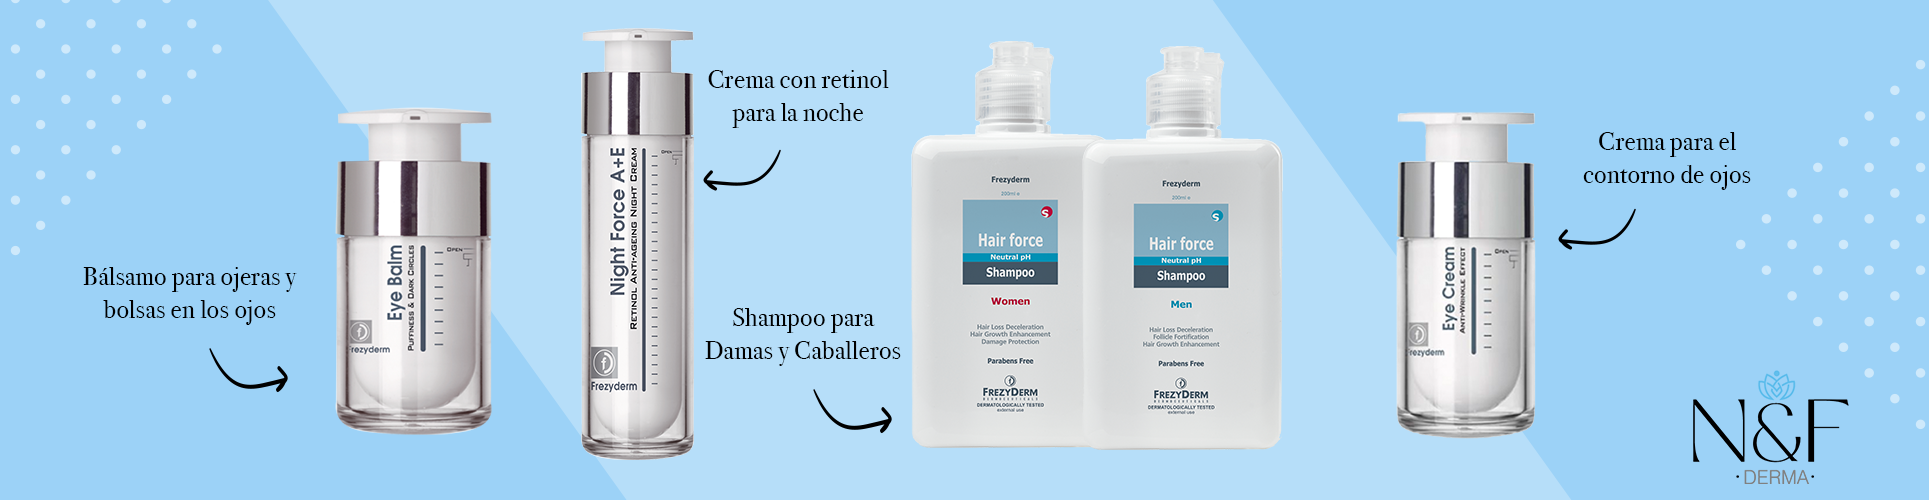 Bálsamo para ojeras y
bolsas en los ojos
Eye Balm
Puffiness & Dark Circles
Open
Frezyderm
Night Force A+E
Retinol Anti-Ageing Night Cream
Open
Frezyderm
Crema con retinol
para la noche
Shampoo para
Damas y Caballeros
Frezyderm
200ml e
S
Hair force
Neutral pH
Shampoo
Women
Hair Loss Deceleration
Hair Growth Enhancement
Damage Protection
Parabens Free
FREZYDERM
DERMACEUTICALS
DERMATOLOGICALLY TESTED
external use
Frezyderm
200ml e
S
Hair force
Neutral pH
Shampoo
Men
Hair Loss Deceleration
Follicle Fortification
Hair Growth Enhancement
Parabens Free
FREZYDERM
DERMACEUTICALS
DERMATOLOGICALLY TESTED
external use
Eye Cream
Anti-Wrinkle Effect
Open
Frezyderm
Crema para el
contorno de ojos
N&F
·DERMA·